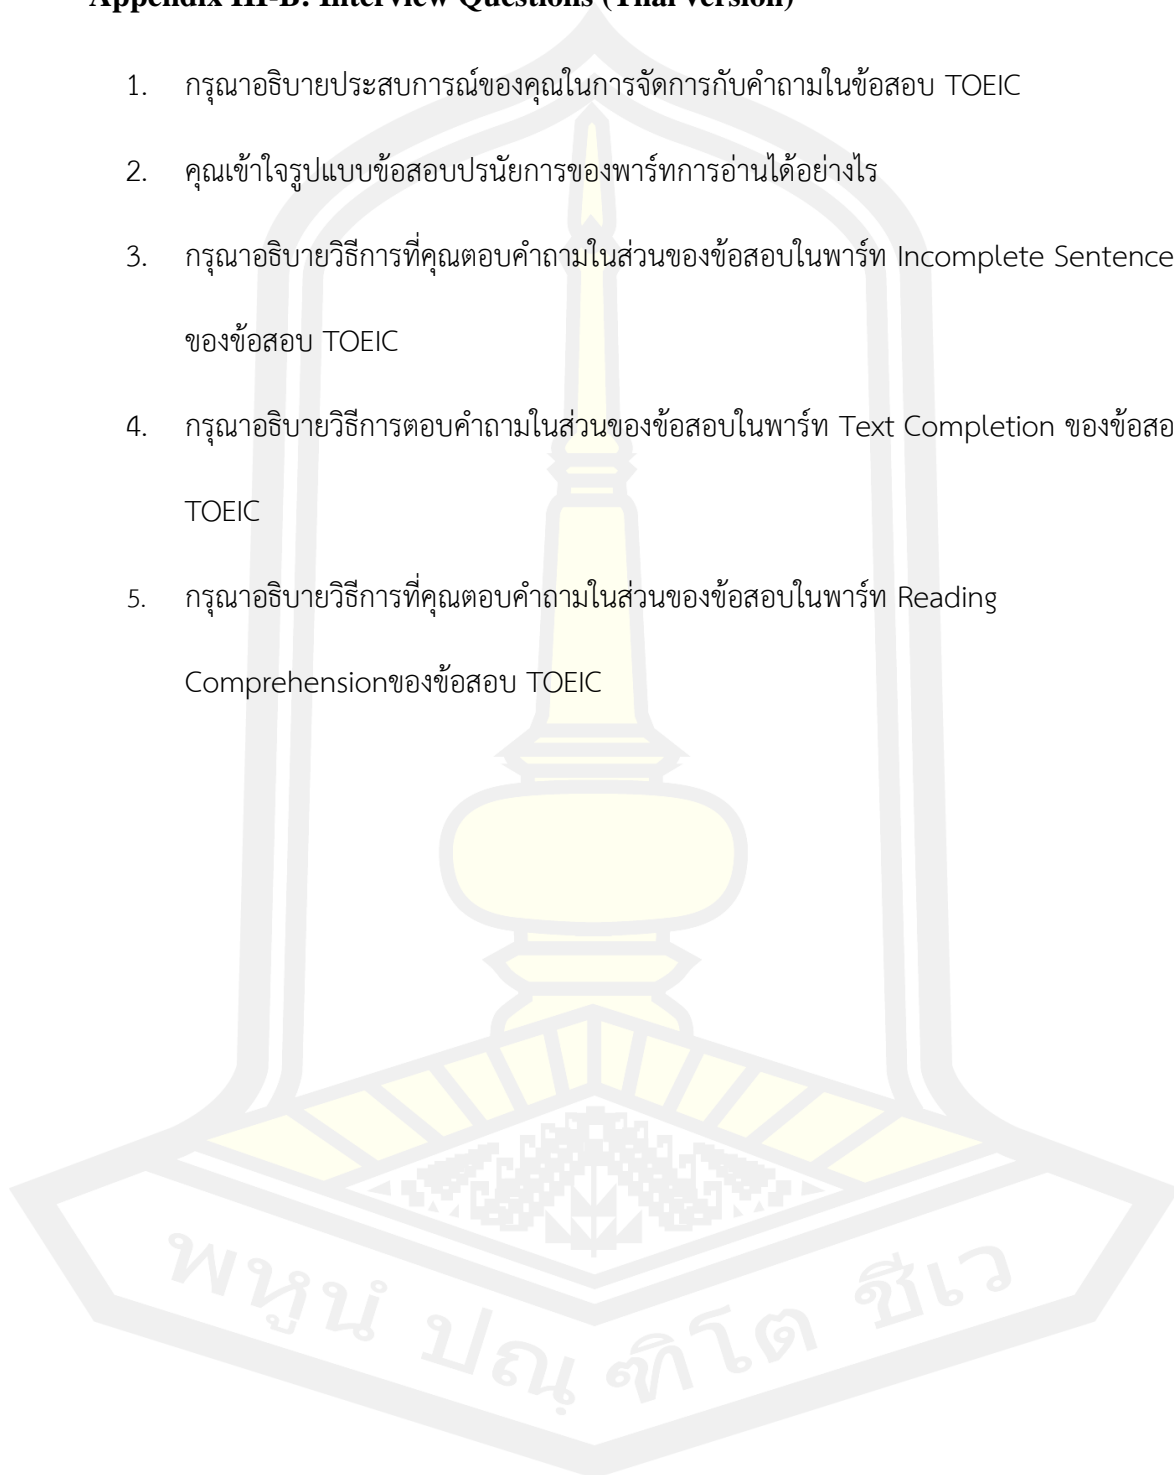 Appendix III-B: Interview Questions (Thai version)
1. กรุณาอธิบายประสบการณ์ของคุณในการจัดการกับคำถามในข้อสอบ TOEIC
2. คุณเข้าใจรูปแบบข้อสอบปรนัยการของพาร์ทการอ่านได้อย่างไร
3. กรุณาอธิบายวิธีการที่คุณตอบคำถามในส่วนของข้อสอบในพาร์ท Incomplete Sentence
ของข้อสอบ TOEIC
4. กรุณาอธิบายวิธีการตอบคำถามในส่วนของข้อสอบในพาร์ท Text Completion ของข้อสอ
TOEIC
5. กรุณาอธิบายวิธีการที่คุณตอบคำถามในส่วนของข้อสอบในพาร์ท Reading
Comprehensionของข้อสอบ TOEIC
พหูนํ ปณฺฑิโต ชีเว